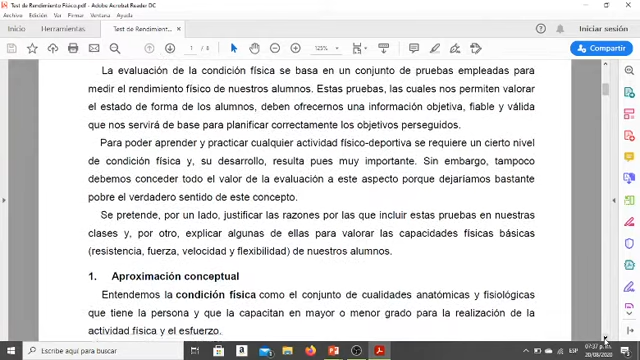 Test de Rendimiento Físico.pdf - Adobe Acrobat Reader DC
Archivo Edición Ver Ventana Ayuda
Inicio Herramientas Test de Rendimient... × Iniciar sesión
1 / 8 125% Compartir
La evaluación de la condición física se basa en un conjunto de pruebas empleadas para
medir el rendimiento físico de nuestros alumnos. Estas pruebas, las cuales nos permiten valorar
el estado de forma de los alumnos, deben ofrecernos una información objetiva, fiable y válida
que nos servirá de base para planificar correctamente los objetivos perseguidos.
Para poder aprender y practicar cualquier actividad físico-deportiva se requiere un cierto nivel
de condición física y, su desarrollo, resulta pues muy importante. Sin embargo, tampoco
debemos conceder todo el valor de la evaluación a este aspecto porque dejaríamos bastante
pobre el verdadero sentido de este concepto.
Se pretende, por un lado, justificar las razones por las que incluir estas pruebas en nuestras
clases y, por otro, explicar algunas de ellas para valorar las capacidades físicas básicas
(resistencia, fuerza, velocidad y flexibilidad) de nuestros alumnos.
1. Aproximación conceptual
Entendemos la condición física como el conjunto de cualidades anatómicas y fisiológicas
que tiene la persona y que la capacitan en mayor o menor grado para la realización de la
actividad física y el esfuerzo.
Escribe aquí para buscar
ESP
07:37 p. m.
20/08/2020